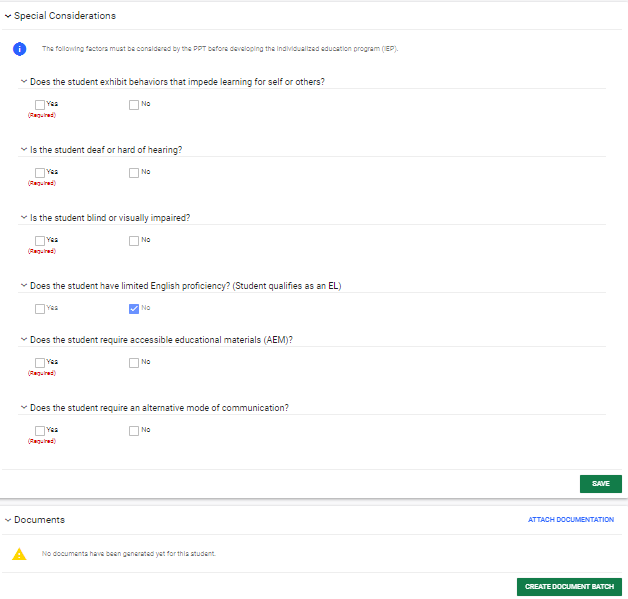 Special Considerations
The following factors must be considered by the PPT before developing the individualized education program (IEP).
Does the student exhibit behaviors that impede learning for self or others?
Yes No
(Required)
Is the student deaf or hard of hearing?
Yes No
(Required)
Is the student blind or visually impaired?
Yes No
(Required)
Does the student have limited English proficiency? (Student qualifies as an EL)
Yes No
Does the student require accessible educational materials (AEM)?
Yes No
(Required)
Does the student require an alternative mode of communication?
Yes No
(Required)
SAVE
Documents ATTACH DOCUMENTATION
No documents have been generated yet for this student.
CREATE DOCUMENT BATCH